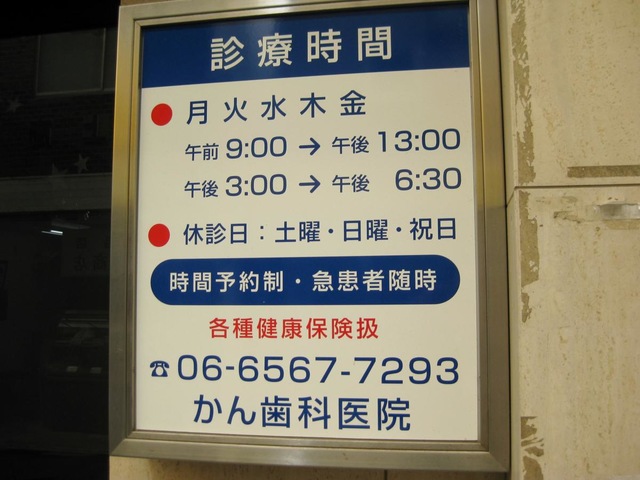 診療時間
● 月火水木金
午前 9:00 → 午後 13:00
午後 3:00 → 午後 6:30
● 休診日：土曜・日曜・祝日
時間予約制・急患者随時
各種健康保険扱
☎ 06-6567-7293
かん歯科医院